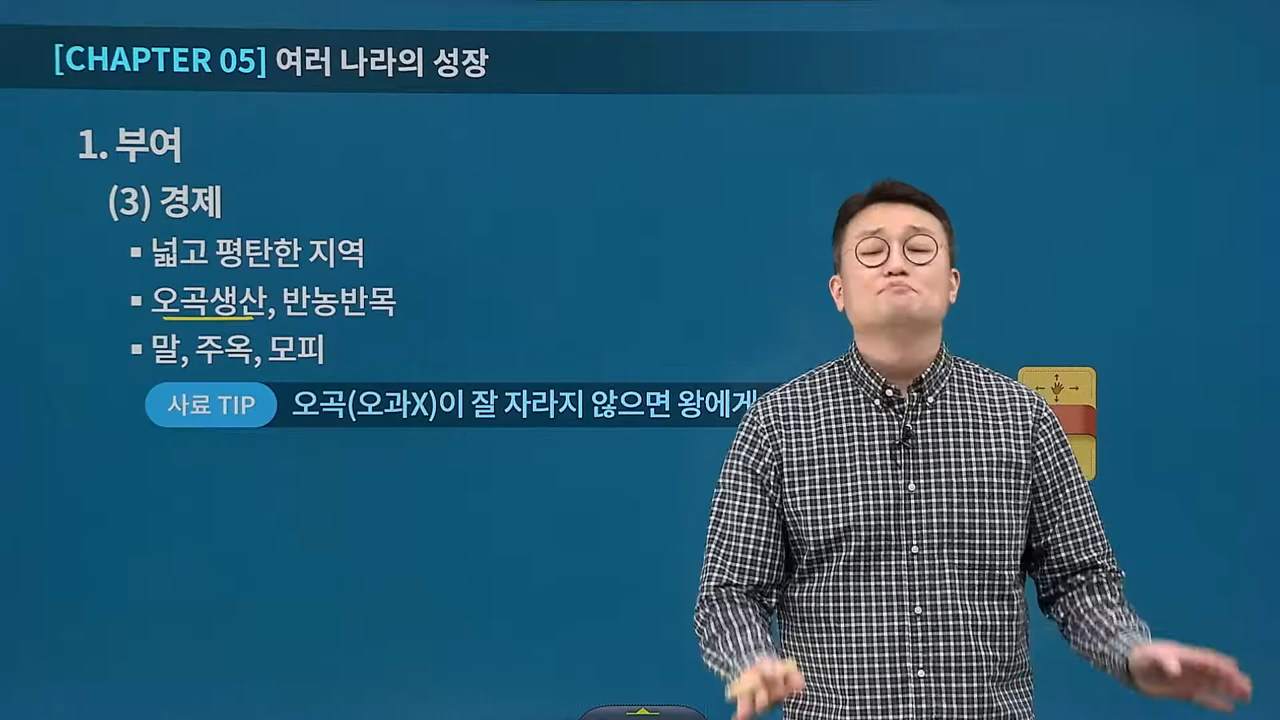 [CHAPTER 05] 여러 나라의 성장
1. 부여
(3) 경제
▪ 넓고 평탄한 지역
▪ 오곡생산, 반농반목
▪ 말, 주옥, 모피
사료 TIP 오곡(오과X)이 잘 자라지 않으면 왕에게